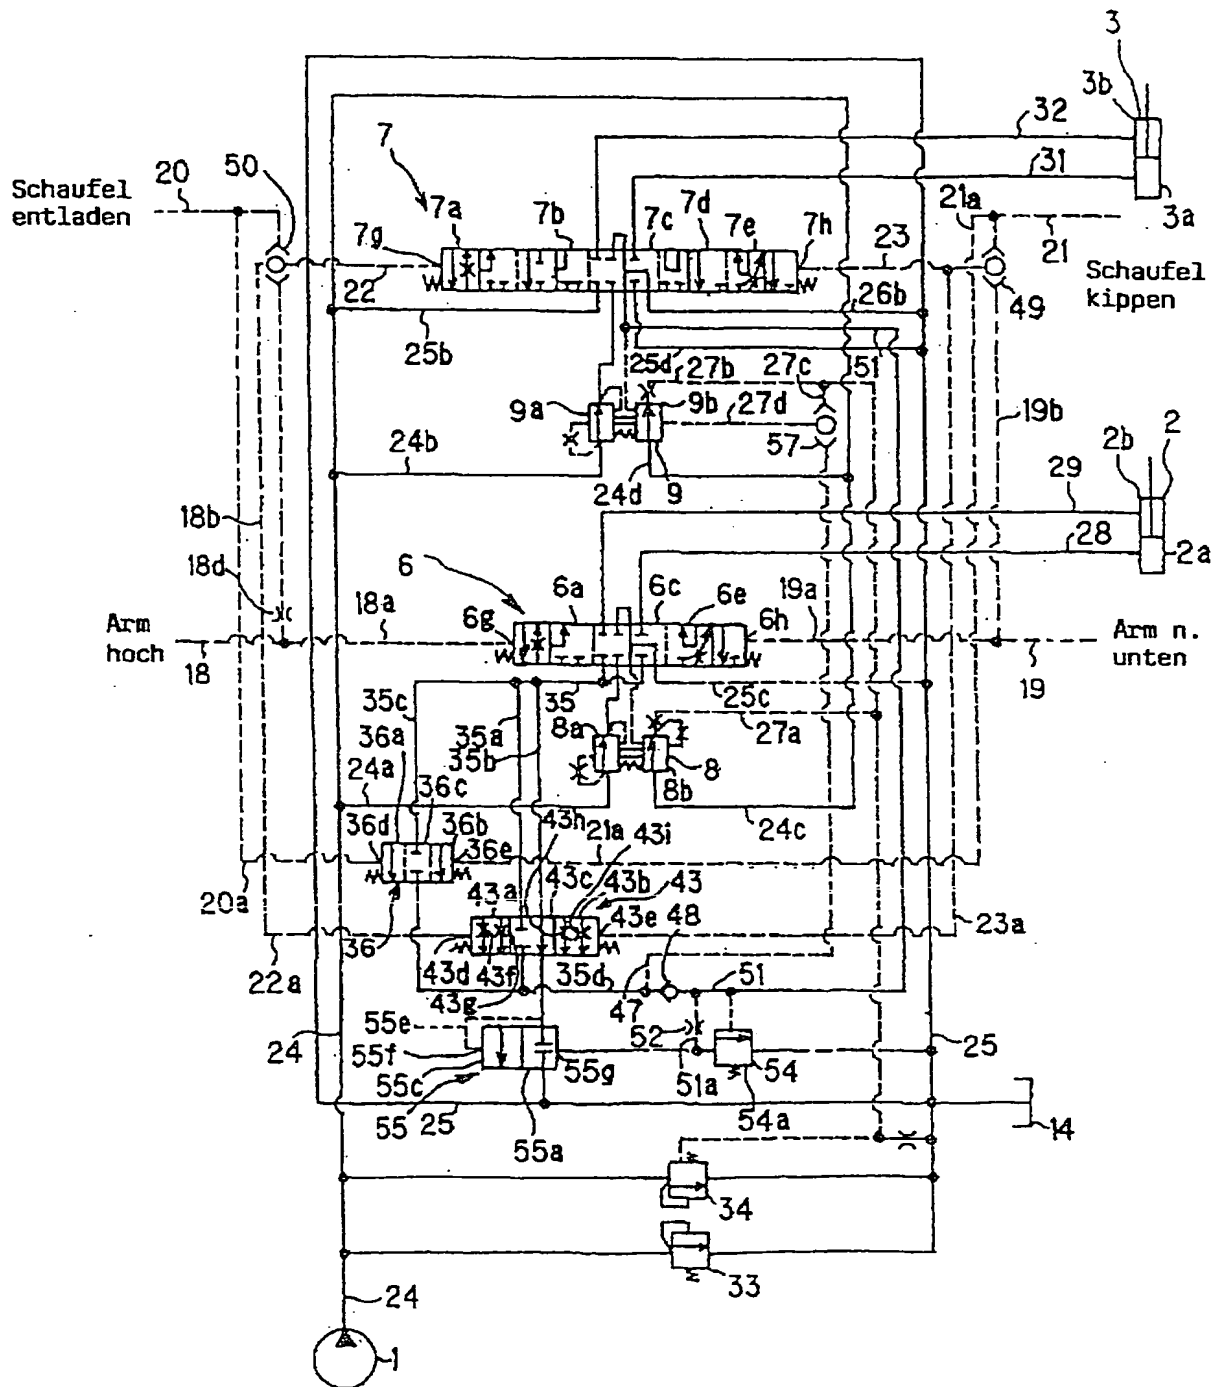 3
3b
32
7
50
20
Schaufel
entladen
31
21a
3a
7a
7b
7c
7d
7e
7h
7g
23
21
22
Schaufel
kippen
26b
49
25b
25d
27b
27c
51
9a
9b
27d
19b
57
24b
2b
2
24d
9
29
18b
28
2a
18d
6
6a
6c
6e
19a
18a
6g
6h
Arm
hoch
Arm n.
unten
18
19
35
25c
35c
8a
27a
36a
35a
35b
8
24a
36c
8b
24c
43h
36d
36b
21a
43i
36e
43c
43b
43
20a
43a
48
43e
23a
36
43d
43f
35d
51
22a
43g
47
55e
52
24
55f
25
55g
54
55c
51a
55
25
54a
14
55a
34
33
24
1